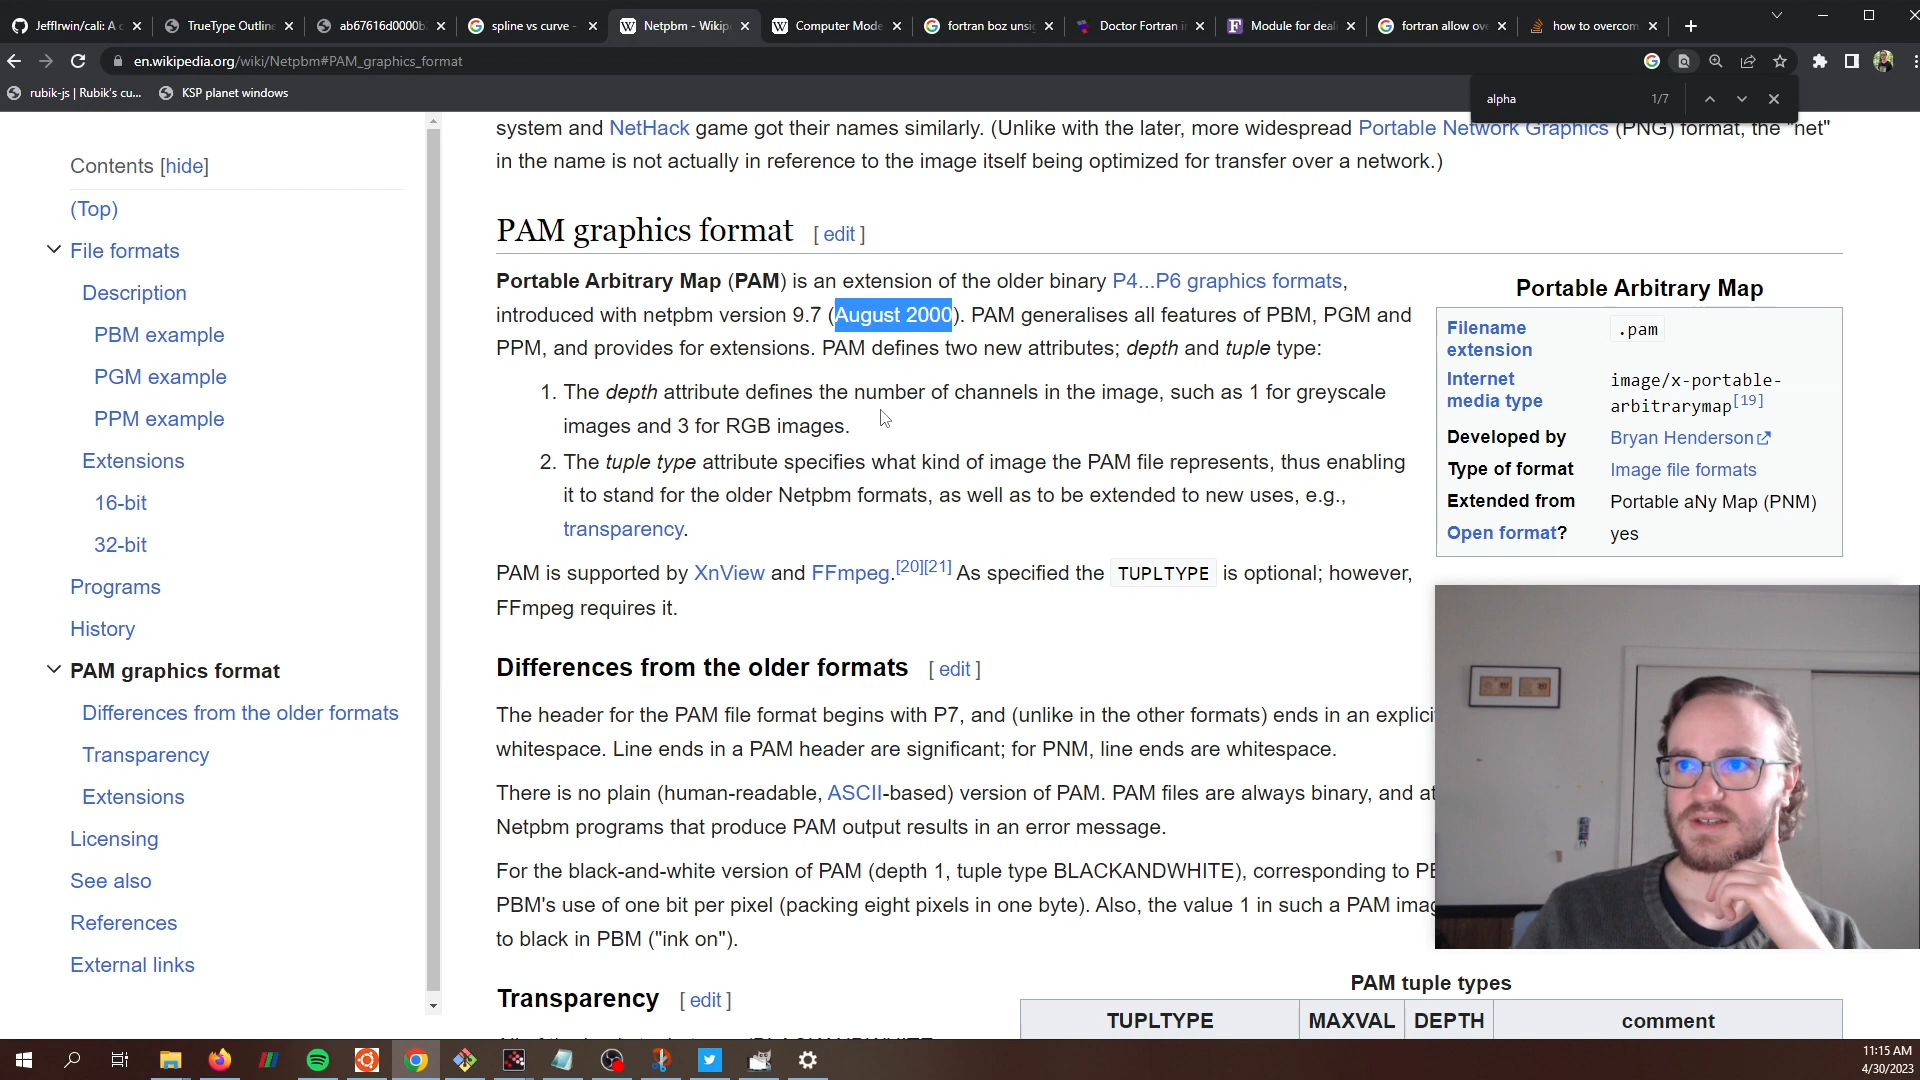 JeffIrwin/cali: A c
TrueType Outline
ab67616d0000b
spline vs curve -
Netpbm - Wikip
Computer Mode
fortran boz unsig
Doctor Fortran i
Module for deal
fortran allow ove
how to overcom
en.wikipedia.org/wiki/Netpbm#PAM_graphics_format
rubik-js | Rubik's cu...
KSP planet windows
alpha
1/7
Contents [hide]
(Top)
File formats
Description
PBM example
PGM example
PPM example
Extensions
16-bit
32-bit
Programs
History
PAM graphics format
Differences from the older formats
Transparency
Extensions
Licensing
See also
References
External links
system and NetHack game got their names similarly. (Unlike with the later, more widespread Portable Network Graphics (PNG) format, the "net"
in the name is not actually in reference to the image itself being optimized for transfer over a network.)
PAM graphics format [ edit ]
Portable Arbitrary Map (PAM) is an extension of the older binary P4...P6 graphics formats,
introduced with netpbm version 9.7 (August 2000). PAM generalises all features of PBM, PGM and
PPM, and provides for extensions. PAM defines two new attributes; depth and tuple type:
1. The depth attribute defines the number of channels in the image, such as 1 for greyscale
images and 3 for RGB images.
2. The tuple type attribute specifies what kind of image the PAM file represents, thus enabling
it to stand for the older Netpbm formats, as well as to be extended to new uses, e.g.,
transparency.
PAM is supported by XnView and FFmpeg.[20][21] As specified the TUPLTYPE is optional; however,
FFmpeg requires it.
Portable Arbitrary Map
Filename
extension
.pam
Internet
media type
image/x-portable-
arbitrarymap[19]
Developed by
Bryan Henderson
Type of format
Image file formats
Extended from
Portable aNy Map (PNM)
Open format?
yes
Differences from the older formats [ edit ]
The header for the PAM file format begins with P7, and (unlike in the other formats) ends in an explici
whitespace. Line ends in a PAM header are significant; for PNM, line ends are whitespace.
There is no plain (human-readable, ASCII-based) version of PAM. PAM files are always binary, and at
Netpbm programs that produce PAM output results in an error message.
For the black-and-white version of PAM (depth 1, tuple type BLACKANDWHITE), corresponding to PB
PBM's use of one bit per pixel (packing eight pixels in one byte). Also, the value 1 in such a PAM imag
to black in PBM ("ink on").
Transparency [ edit ]
PAM tuple types
TUPLTYPE
MAXVAL
DEPTH
comment
11:15 AM
4/30/2023